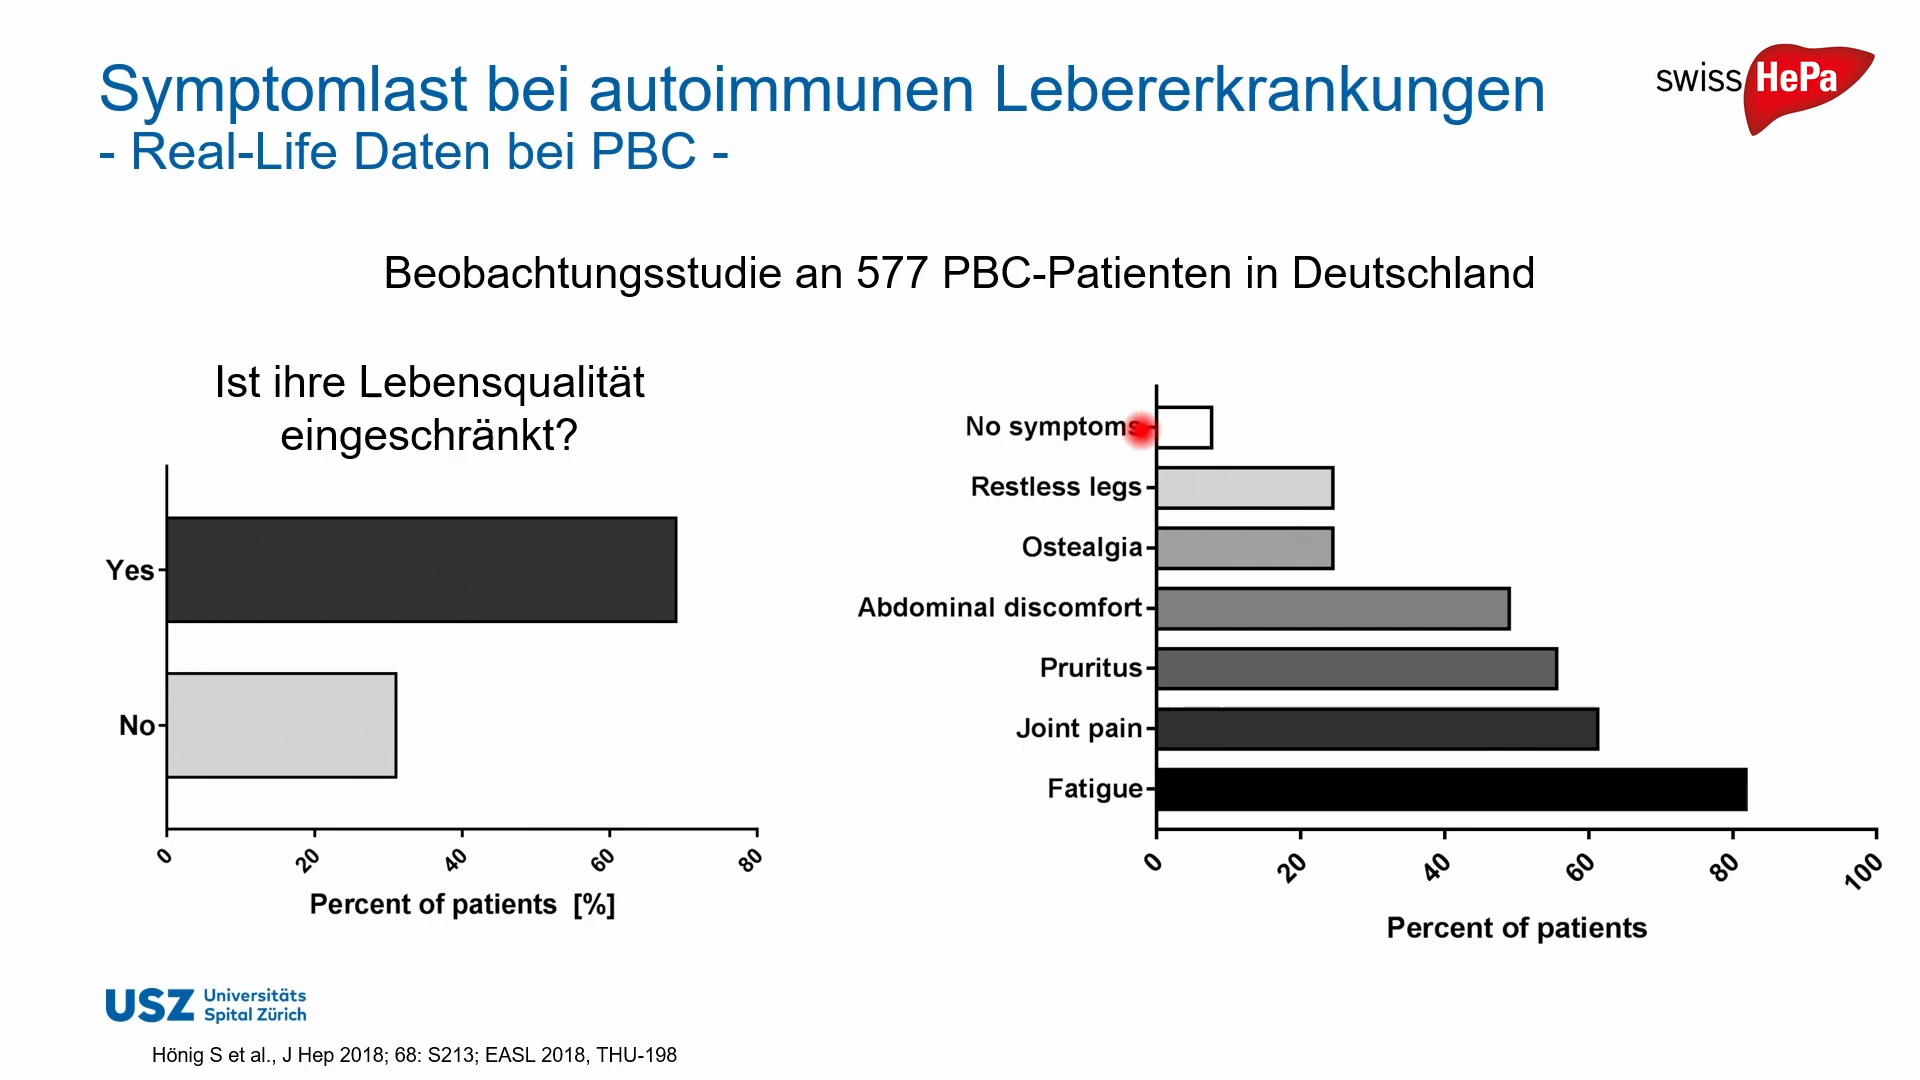 Symptomlast bei autoimmunen Lebererkrankungen
- Real-Life Daten bei PBC -
swiss HePa
Beobachtungsstudie an 577 PBC-Patienten in Deutschland
Ist ihre Lebensqualität
eingeschränkt?
Yes
No
0 20 40 60 80
Percent of patients [%]
No symptoms
Restless legs
Ostealgia
Abdominal discomfort
Pruritus
Joint pain
Fatigue
0 20 40 60 80 100
Percent of patients
USZ Universitäts
Spital Zürich
Hönig S et al., J Hep 2018; 68: S213; EASL 2018, THU-198